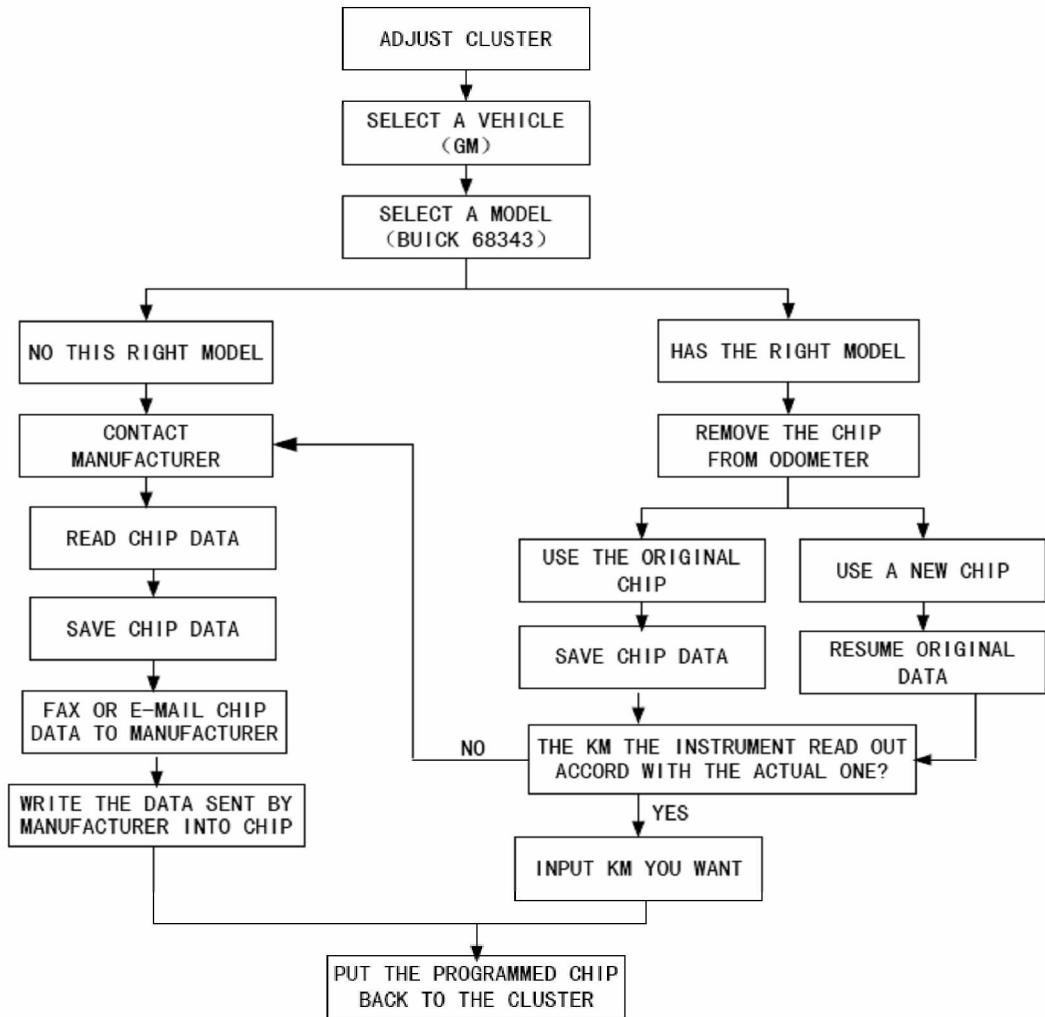 ADJUST CLUSTER
SELECT A VEHICLE
(GM)
SELECT A MODEL
(BUICK 68343)
NO THIS RIGHT MODEL
HAS THE RIGHT MODEL
CONTACT
MANUFACTURER
REMOVE THE CHIP
FROM ODOMETER
READ CHIP DATA
USE THE ORIGINAL
CHIP
USE A NEW CHIP
SAVE CHIP DATA
SAVE CHIP DATA
RESUME ORIGINAL
DATA
FAX OR E-MAIL CHIP
DATA TO MANUFACTURER
NO
THE KM THE INSTRUMENT READ OUT
ACCORD WITH THE ACTUAL ONE?
WRITE THE DATA SENT BY
MANUFACTURER INTO CHIP
YES
INPUT KM YOU WANT
PUT THE PROGRAMMED CHIP
BACK TO THE CLUSTER